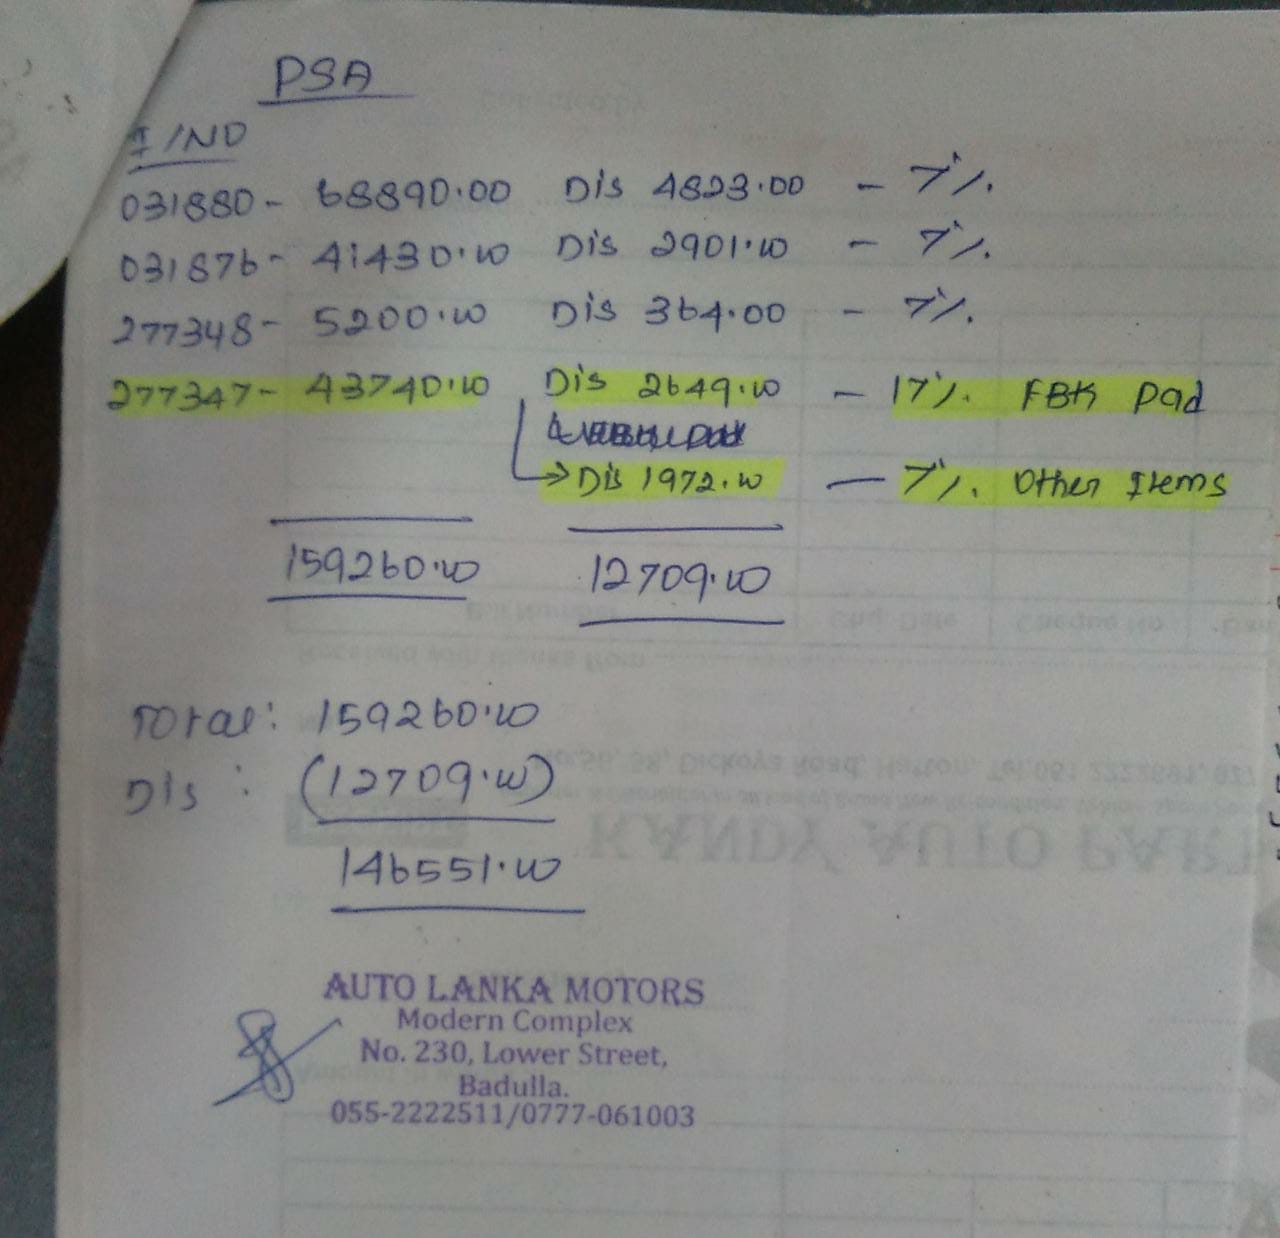 PSA
I/NO
031880 - 68890.00 Dis 4823.00 - 7%.
031876 - 41430.00 Dis 2901.00 - 7%.
277348 - 5200.00 Dis 364.00 - 7%.
277347 - 43740.00 Dis 2649.00 - 17%. FBK Pad
→ Dis 1972.00 - 7%. Other Items
159260.00 12709.00
Total: 159260.00
Dis : (12709.00)
146551.00
AUTO LANKA MOTORS
Modern Complex
No. 230, Lower Street,
Badulla.
055-2222511/0777-061003